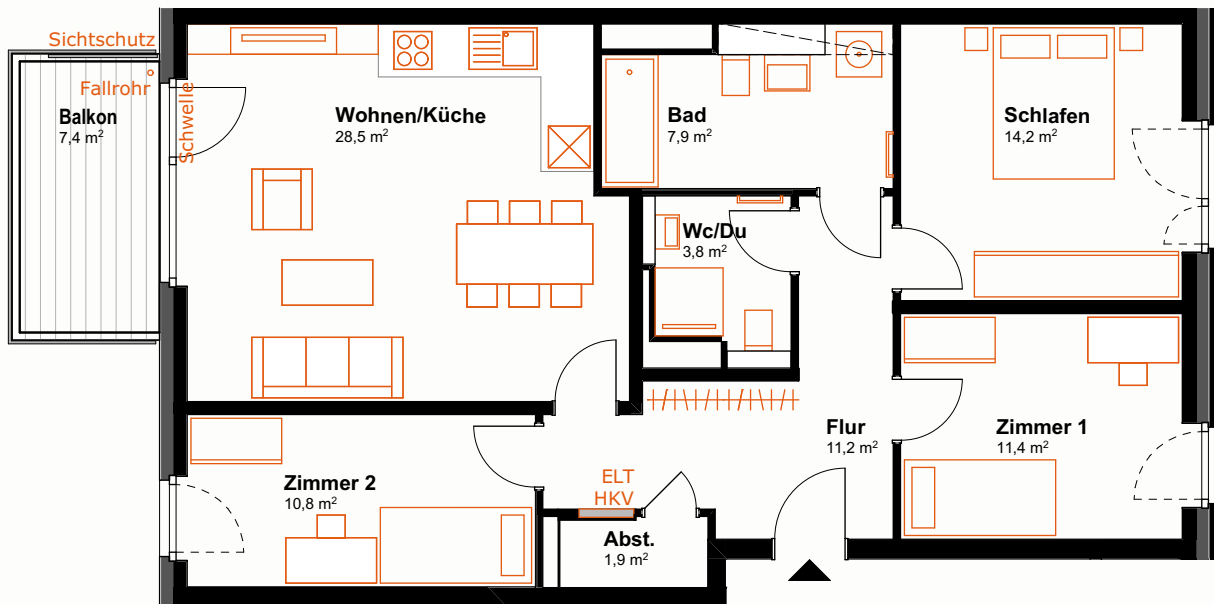 Sichtschutz
Fallrohr
Balkon
7,4 m²
Schwelle
Wohnen/Küche
28,5 m²
Bad
7,9 m²
Schlafen
14,2 m²
Wc/Du
3,8 m²
Flur
11,2 m²
Zimmer 1
11,4 m²
Zimmer 2
10,8 m²
ELT
HKV
Abst.
1,9 m²